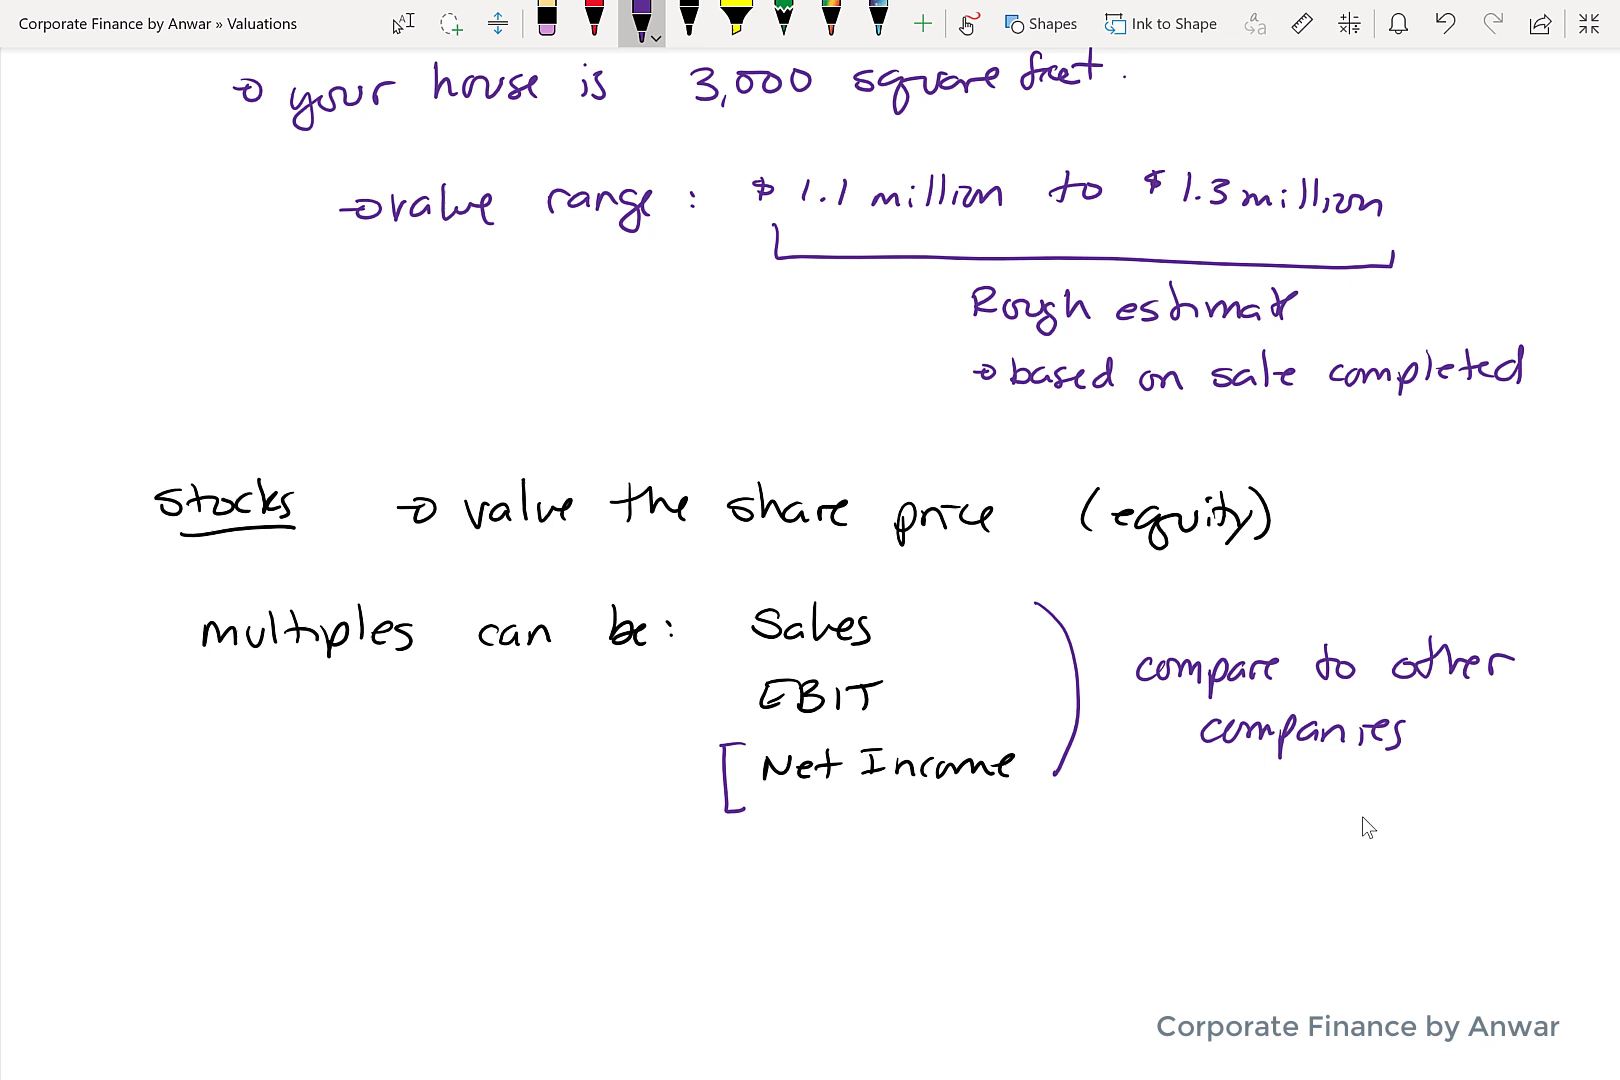 Corporate Finance by Anwar » Valuations
Shapes
Ink to Shape
your house is 3,000 square feet.
value range: $1.1 million to $1.3 million
Rough estimate
based on sale completed
Stocks → value the share price (equity)
multiples can be: Sales
EBIT
[Net Income
compare to other
companies
Corporate Finance by Anwar